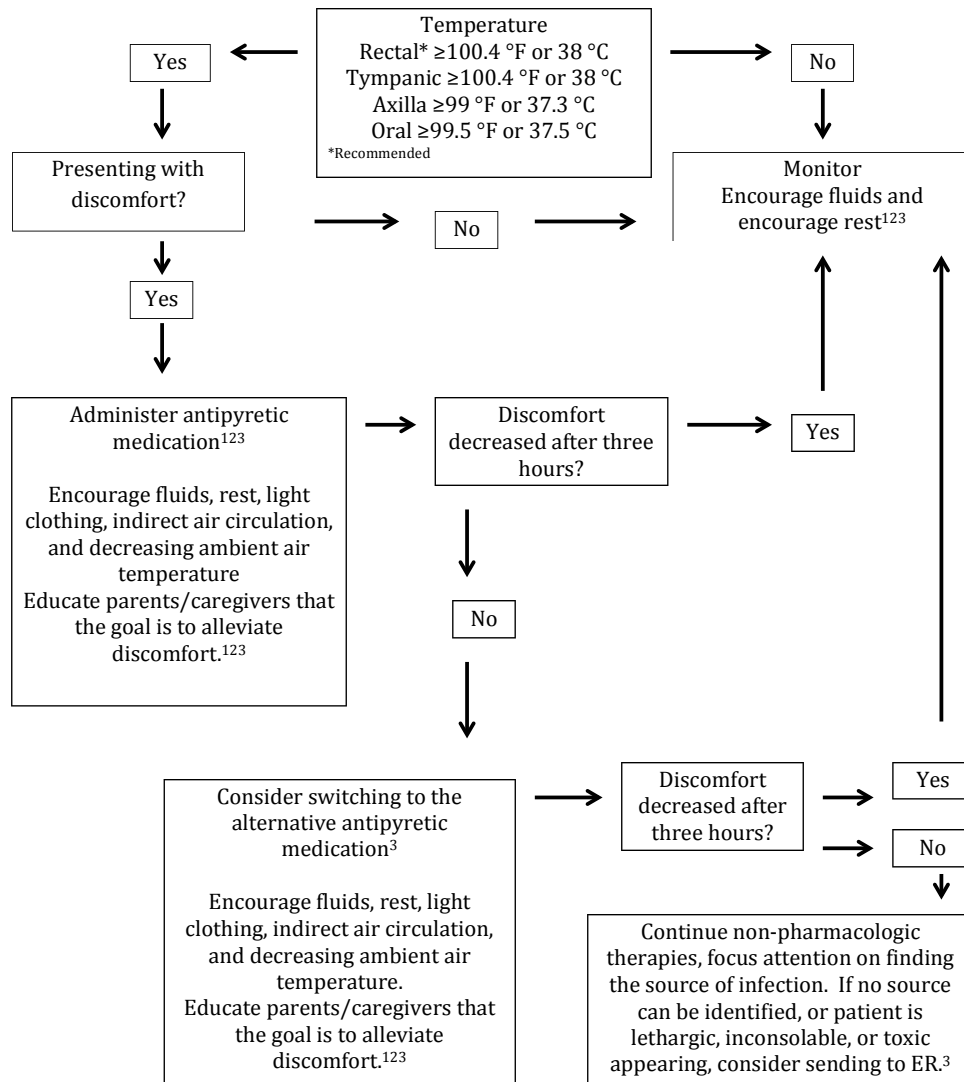 Temperature
Rectal* ≥100.4 °F or 38 °C
Tympanic ≥100.4 °F or 38 °C
Axilla ≥99 °F or 37.3 °C
Oral ≥99.5 °F or 37.5 °C
*Recommended
Yes
No
Presenting with
discomfort?
No
Monitor
Encourage fluids and
encourage rest¹²³
Yes
Administer antipyretic
medication¹²³
Encourage fluids, rest, light
clothing, indirect air circulation,
and decreasing ambient air
temperature
Educate parents/caregivers that
the goal is to alleviate
discomfort.¹²³
Discomfort
decreased after three
hours?
Yes
No
Consider switching to the
alternative antipyretic
medication³
Encourage fluids, rest, light
clothing, indirect air circulation,
and decreasing ambient air
temperature.
Educate parents/caregivers that
the goal is to alleviate
discomfort.¹²³
Discomfort
decreased after
three hours?
Yes
No
Continue non-pharmacologic
therapies, focus attention on finding
the source of infection.  If no source
can be identified, or patient is
lethargic, inconsolable, or toxic
appearing, consider sending to ER.³